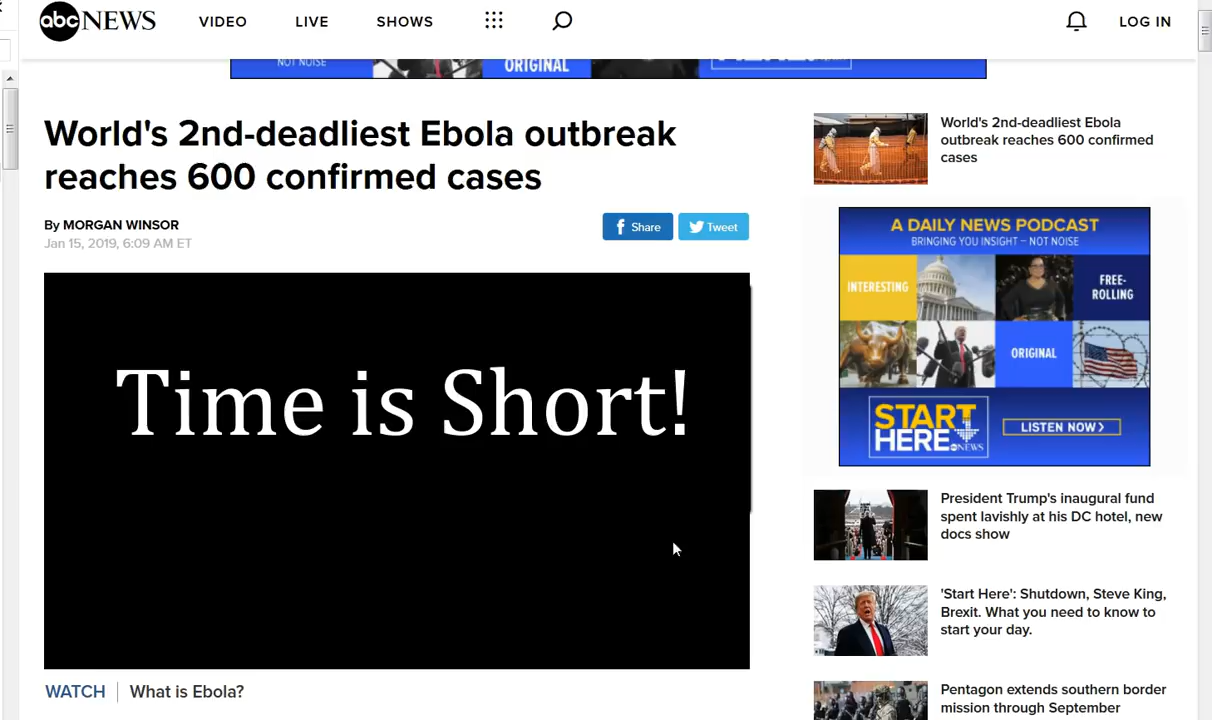 abc NEWS VIDEO LIVE SHOWS LOG IN
NOT NOISE ORIGINAL
World's 2nd-deadliest Ebola outbreak
reaches 600 confirmed cases
By MORGAN WINSOR
Jan 15, 2019, 6:09 AM ET
Share Tweet
Time is Short!
WATCH What is Ebola?
World's 2nd-deadliest Ebola
outbreak reaches 600 confirmed
cases
A DAILY NEWS PODCAST
BRINGING YOU INSIGHT – NOT NOISE
INTERESTING
FREE-
ROLLING
ORIGINAL
START
HERE
abc NEWS
LISTEN NOW >
President Trump's inaugural fund
spent lavishly at his DC hotel, new
docs show
'Start Here': Shutdown, Steve King,
Brexit. What you need to know to
start your day.
Pentagon extends southern border
mission through September